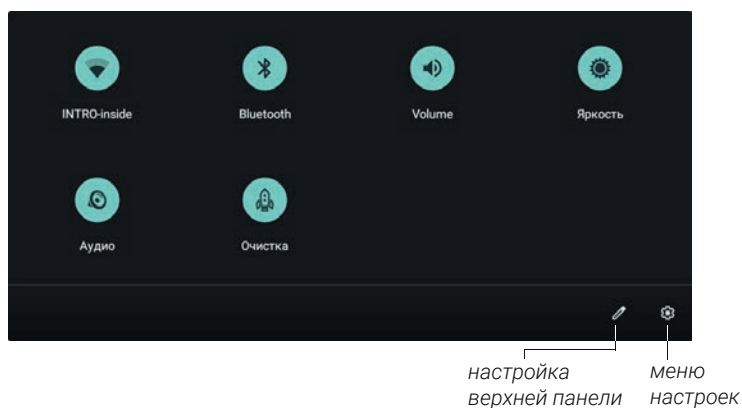 INTRO-inside Bluetooth Volume Яркость
Аудио Очистка
настройка меню
верхней панели настроек